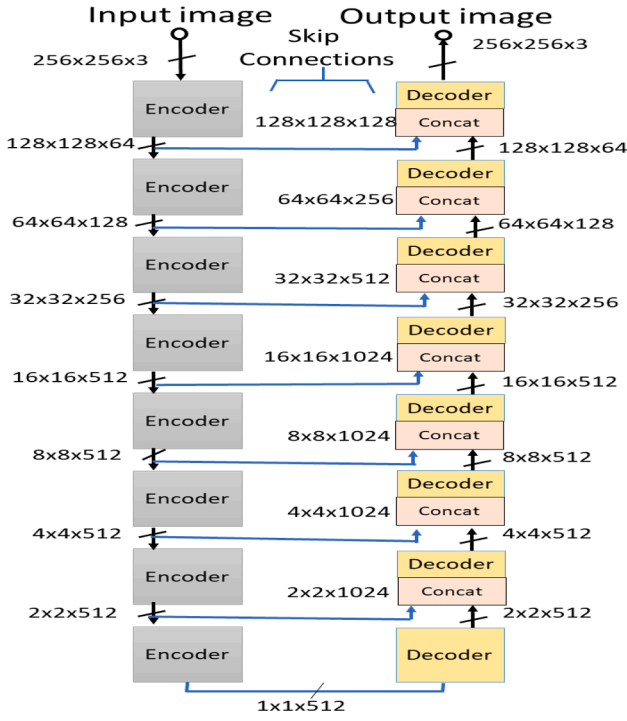 Input image
Output image
Skip
Connections
256x256x3
256x256x3
Encoder
Decoder
Concat
128x128x128
128x128x64
128x128x64
Encoder
Decoder
Concat
64x64x256
64x64x128
64x64x128
Encoder
Decoder
Concat
32x32x512
32x32x256
32x32x256
Encoder
Decoder
Concat
16x16x1024
16x16x512
16x16x512
Encoder
Decoder
Concat
8x8x1024
8x8x512
8x8x512
Encoder
Decoder
Concat
4x4x1024
4x4x512
4x4x512
Encoder
Decoder
Concat
2x2x1024
2x2x512
2x2x512
Encoder
Decoder
1x1x512